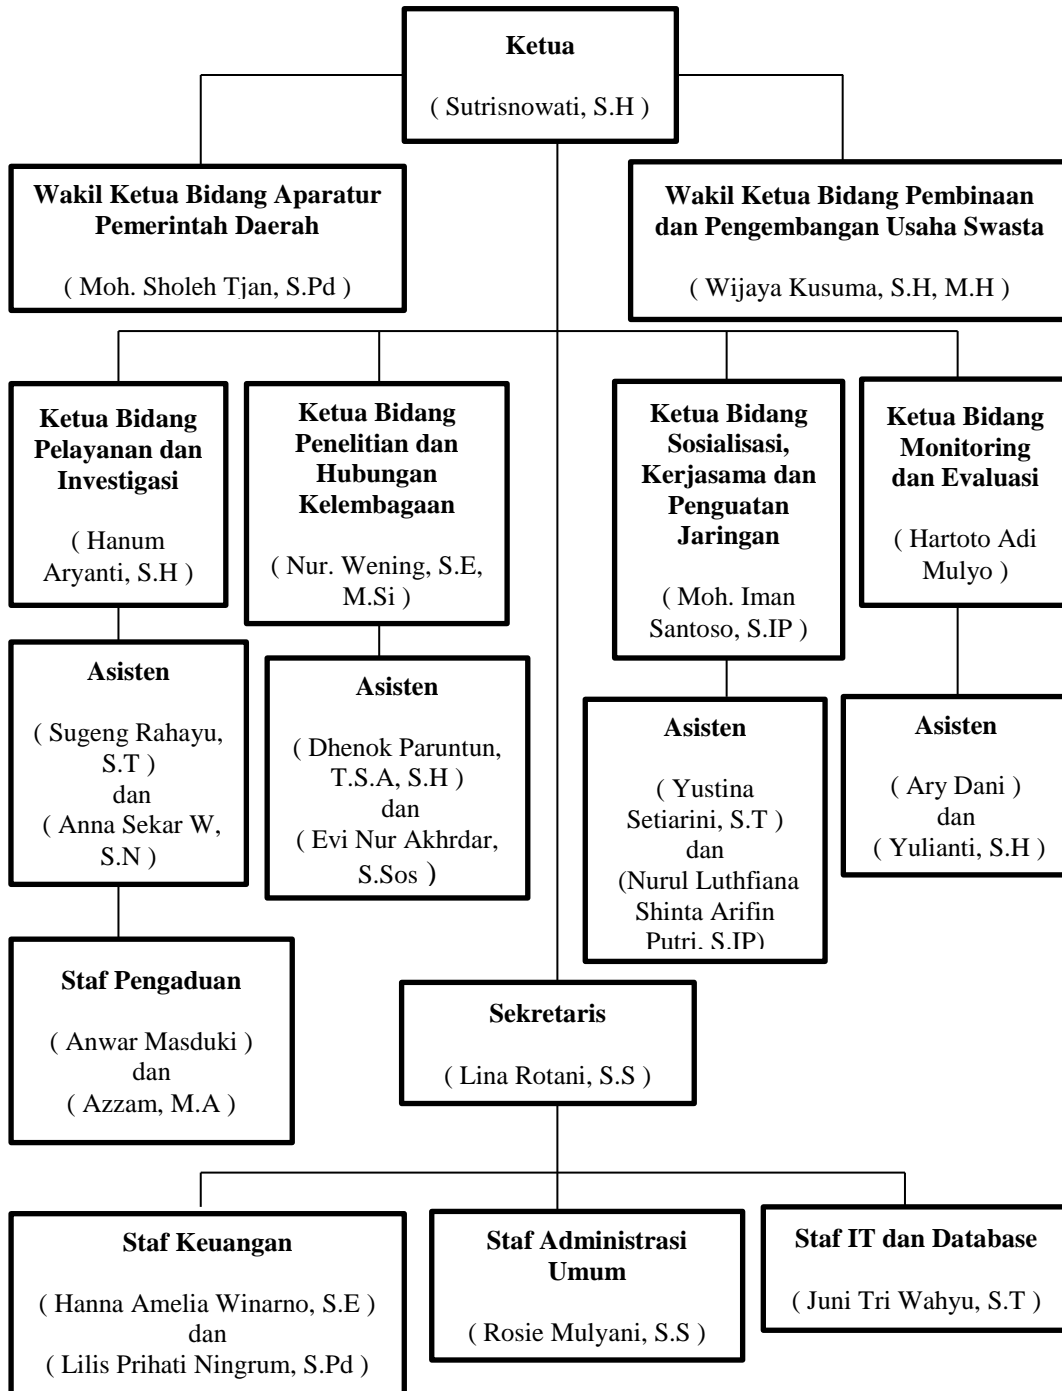 Ketua
( Sutrisnowati, S.H )
Wakil Ketua Bidang Aparatur
Pemerintah Daerah
( Moh. Sholeh Tjan, S.Pd )
Wakil Ketua Bidang Pembinaan
dan Pengembangan Usaha Swasta
( Wijaya Kusuma, S.H, M.H )
Ketua Bidang
Pelayanan dan
Investigasi
( Hanum
Aryanti, S.H )
Ketua Bidang
Penelitian dan
Hubungan
Kelembagaan
( Nur. Wening, S.E,
M.Si )
Ketua Bidang
Sosialisasi,
Kerjasama dan
Penguatan
Jaringan
( Moh. Iman
Santoso, S.IP )
Ketua Bidang
Monitoring
dan Evaluasi
( Hartoto Adi
Mulyo )
Asisten
( Sugeng Rahayu,
S.T )
dan
( Anna Sekar W,
S.N )
Asisten
( Dhenok Paruntun,
T.S.A, S.H )
dan
( Evi Nur Akhrdar,
S.Sos )
Asisten
( Yustina
Setiarini, S.T )
dan
(Nurul Luthfiana
Shinta Arifin
Putri, S.IP)
Asisten
( Ary Dani )
dan
( Yulianti, S.H )
Staf Pengaduan
( Anwar Masduki )
dan
( Azzam, M.A )
Sekretaris
( Lina Rotani, S.S )
Staf Keuangan
( Hanna Amelia Winarno, S.E )
dan
( Lilis Prihati Ningrum, S.Pd )
Staf Administrasi
Umum
( Rosie Mulyani, S.S )
Staf IT dan Database
( Juni Tri Wahyu, S.T )